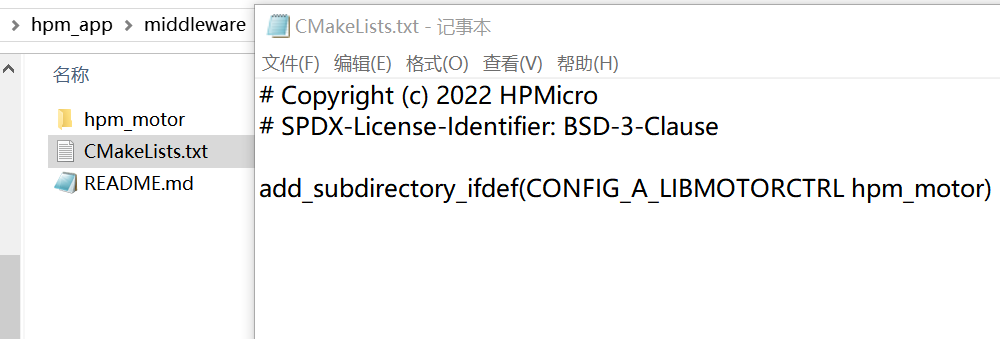 hpm_app
middleware
名称
hpm_motor
CMakeLists.txt
README.md
CMakeLists.txt - 记事本
文件(F) 编辑(E) 格式(O) 查看(V) 帮助(H)
# Copyright (c) 2022 HPMicro
# SPDX-License-Identifier: BSD-3-Clause
add_subdirectory_ifdef(CONFIG_A_LIBMOTORCTRL hpm_motor)